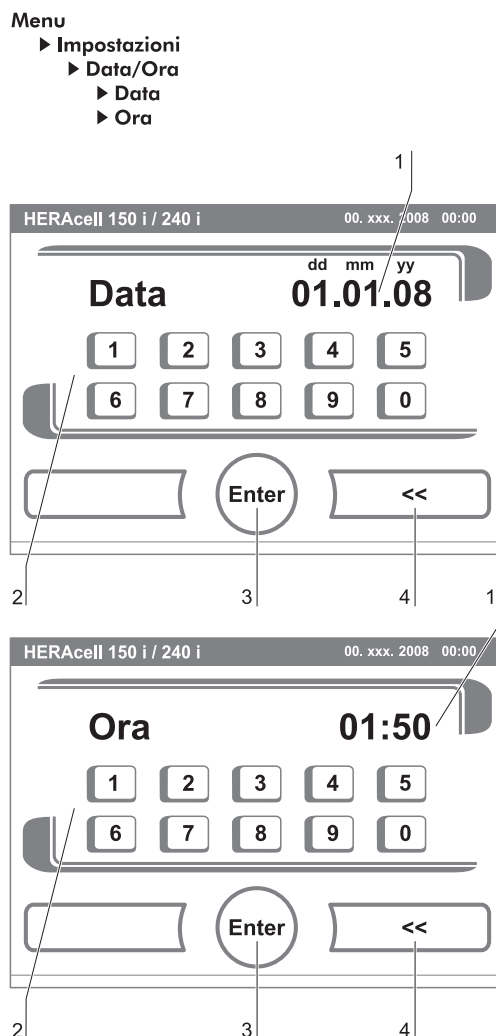 Menu
▶ Impostazioni
▶ Data/Ora
▶ Data
▶ Ora
1
HERAcell 150 i / 240 i 00. xxx. 2008 00:00
dd mm yy
Data 01.01.08
1 2 3 4 5
6 7 8 9 0
Enter <<
2 3 4 1
HERAcell 150 i / 240 i 00. xxx. 2008 00:00
Ora 01:50
1 2 3 4 5
6 7 8 9 0
Enter <<
2 3 4